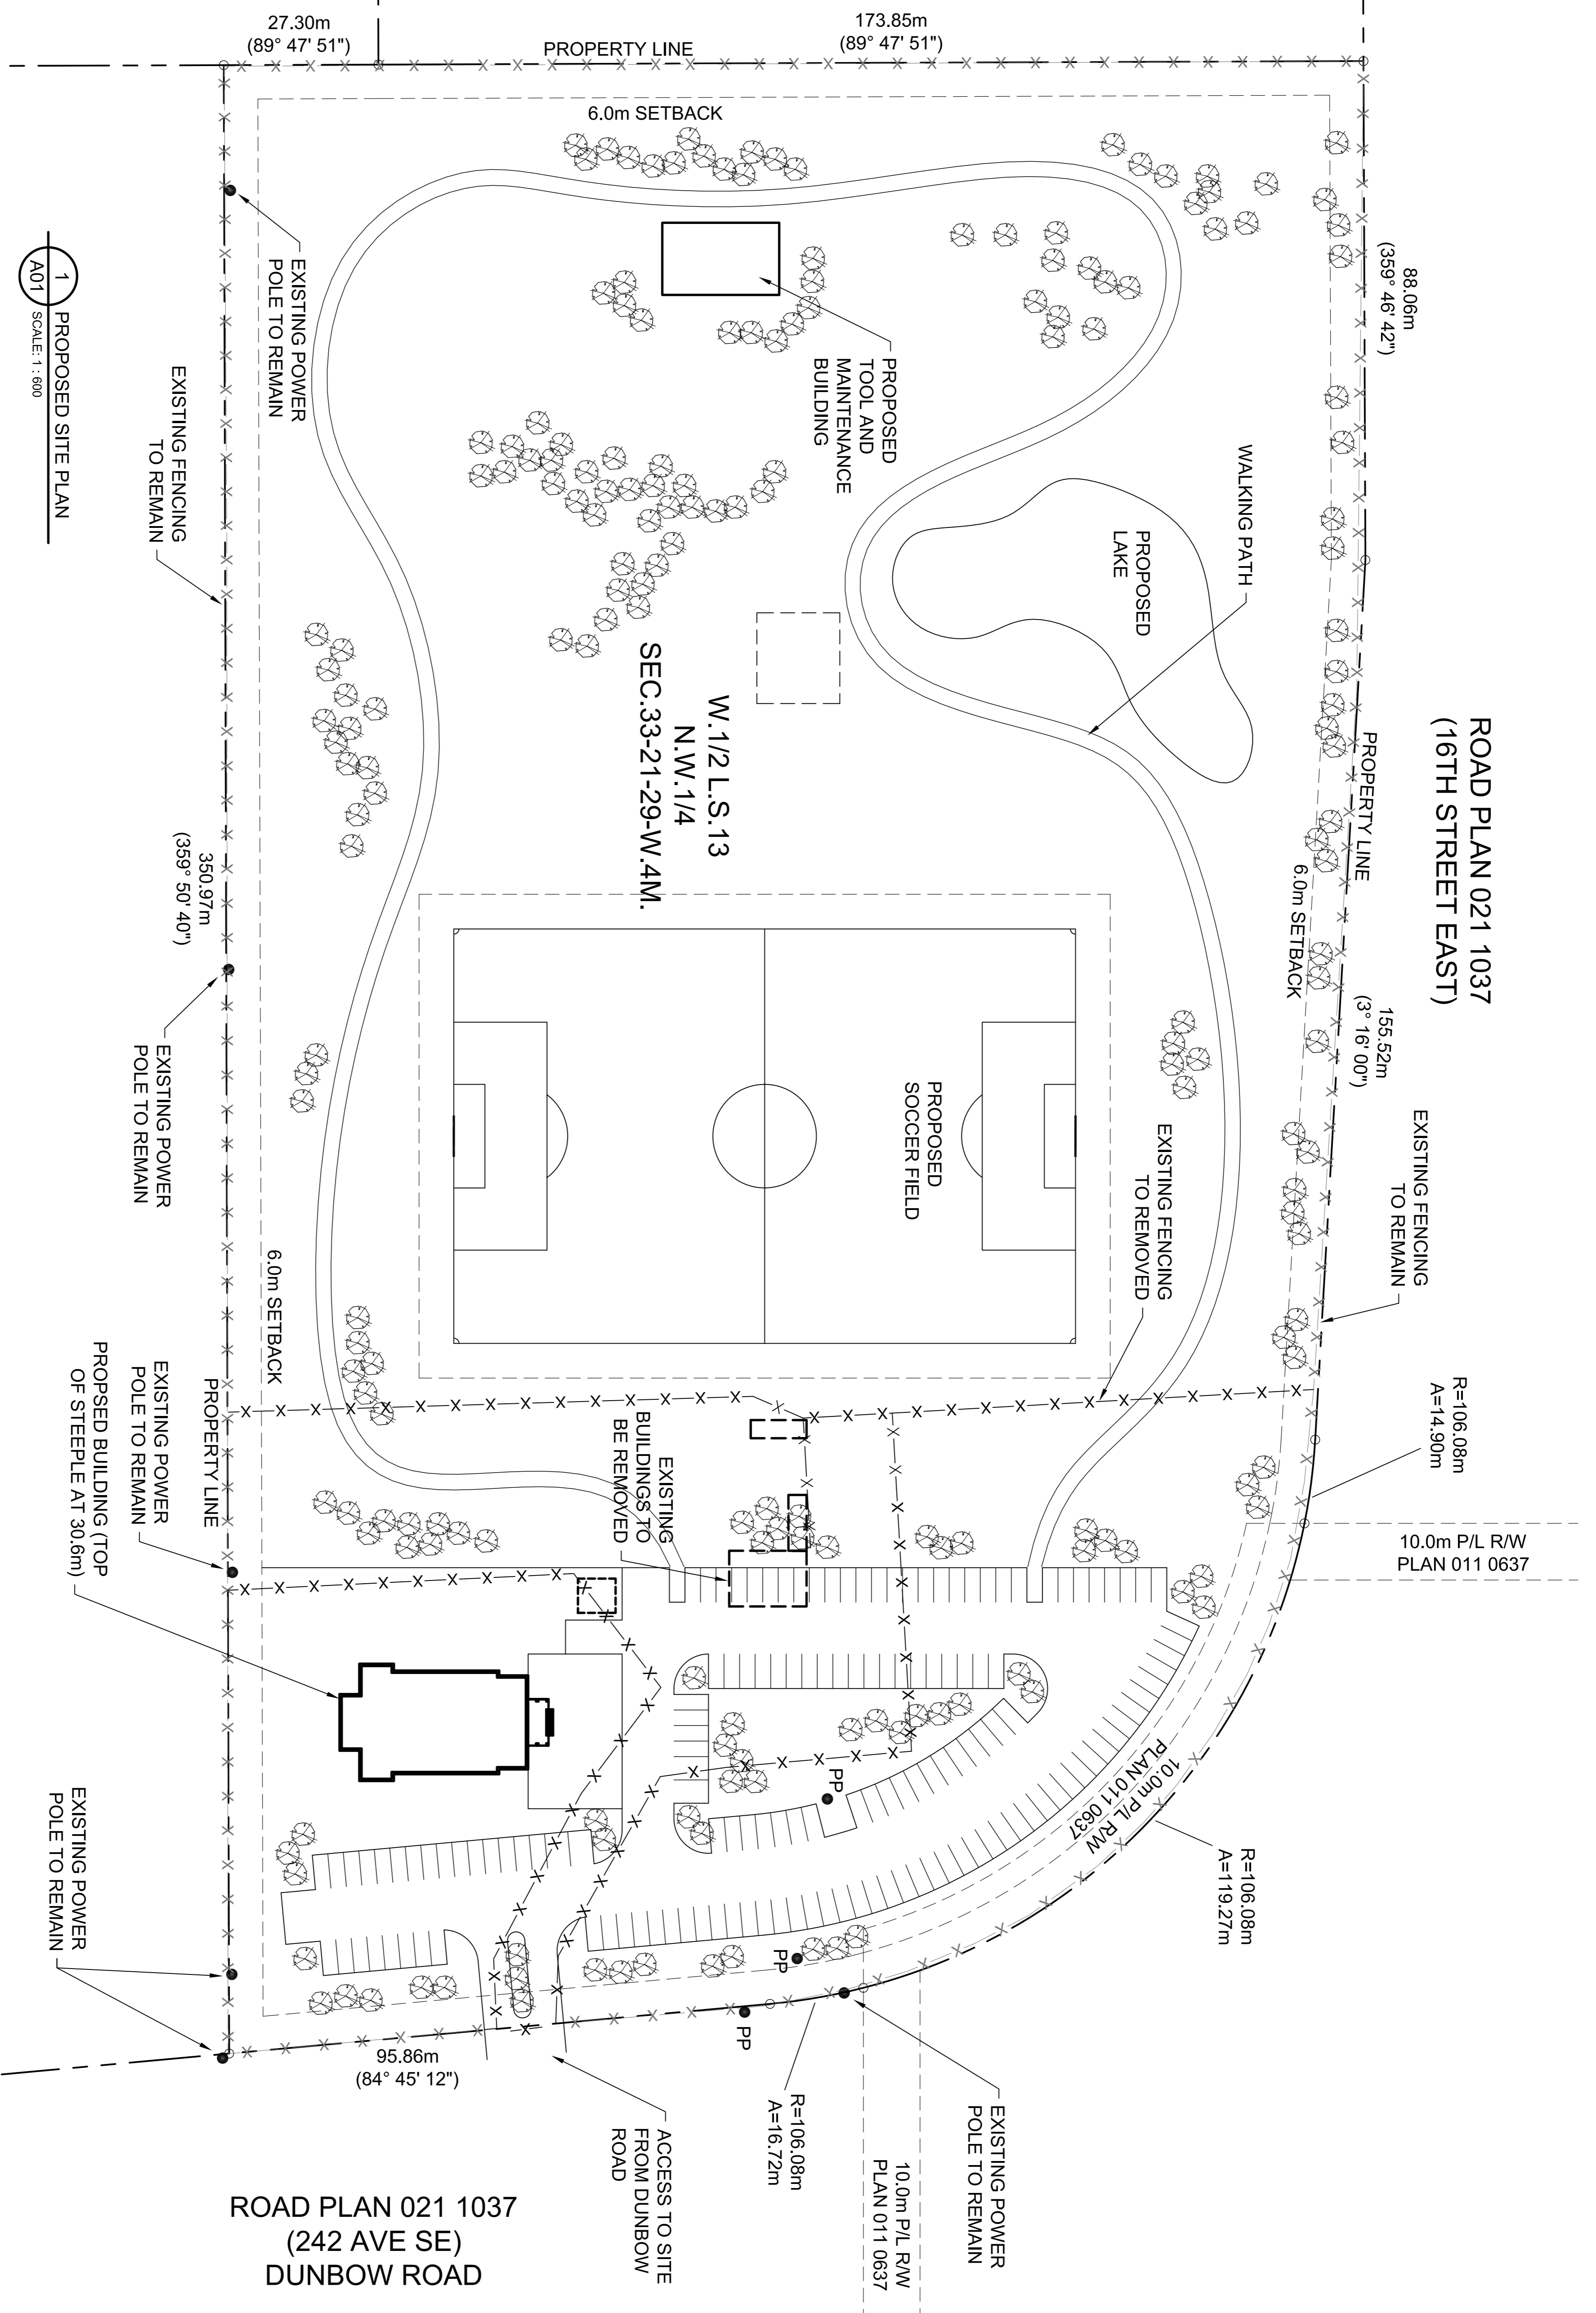 27.30m
(89° 47' 51")
PROPERTY LINE
173.85m
(89° 47' 51")
6.0m SETBACK
88.06m
(359° 46' 42")
EXISTING POWER
POLE TO REMAIN
PROPOSED
TOOL AND
MAINTENANCE
BUILDING
1
A01
PROPOSED SITE PLAN
SCALE: 1 : 600
EXISTING FENCING
TO REMAIN
WALKING PATH
PROPOSED
LAKE
W.1/2 L.S.13
N.W.1/4
SEC.33-21-29-W.4M.
ROAD PLAN 021 1037
(16TH STREET EAST)
PROPERTY LINE
6.0m SETBACK
350.97m
(359° 50' 40")
155.52m
(3° 16' 00")
EXISTING POWER
POLE TO REMAIN
PROPOSED
SOCCER FIELD
EXISTING FENCING
TO REMOVED
EXISTING FENCING
TO REMAIN
6.0m SETBACK
R=106.08m
A=14.90m
PROPERTY LINE
EXISTING POWER
POLE TO REMAIN
PROPSED BUILDING (TOP
OF STEEPLE AT 30.6m)
EXISTING
BUILDINGS TO
BE REMOVED
10.0m P/L R/W
PLAN 011 0637
10.0m P/L R/W
PLAN 011 0637
PP
R=106.08m
A=119.27m
EXISTING POWER
POLE TO REMAIN
PP
PP
95.86m
(84° 45' 12")
R=106.08m
A=16.72m
EXISTING POWER
POLE TO REMAIN
ACCESS TO SITE
FROM DUNBOW
ROAD
10.0m P/L R/W
PLAN 011 0637
ROAD PLAN 021 1037
(242 AVE SE)
DUNBOW ROAD